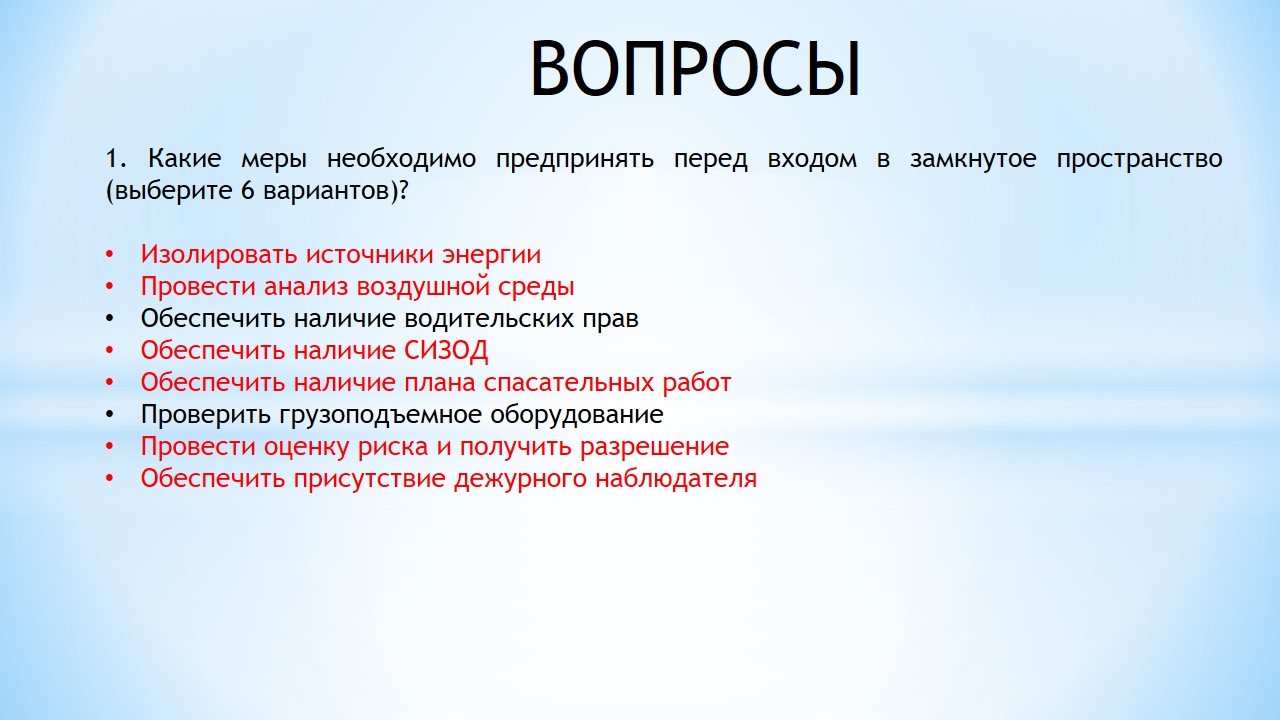 ВОПРОСЫ
1. Какие меры необходимо предпринять перед входом в замкнутое пространство
(выберите 6 вариантов)?
• Изолировать источники энергии
• Провести анализ воздушной среды
• Обеспечить наличие водительских прав
• Обеспечить наличие СИЗОД
• Обеспечить наличие плана спасательных работ
• Проверить грузоподъемное оборудование
• Провести оценку риска и получить разрешение
• Обеспечить присутствие дежурного наблюдателя